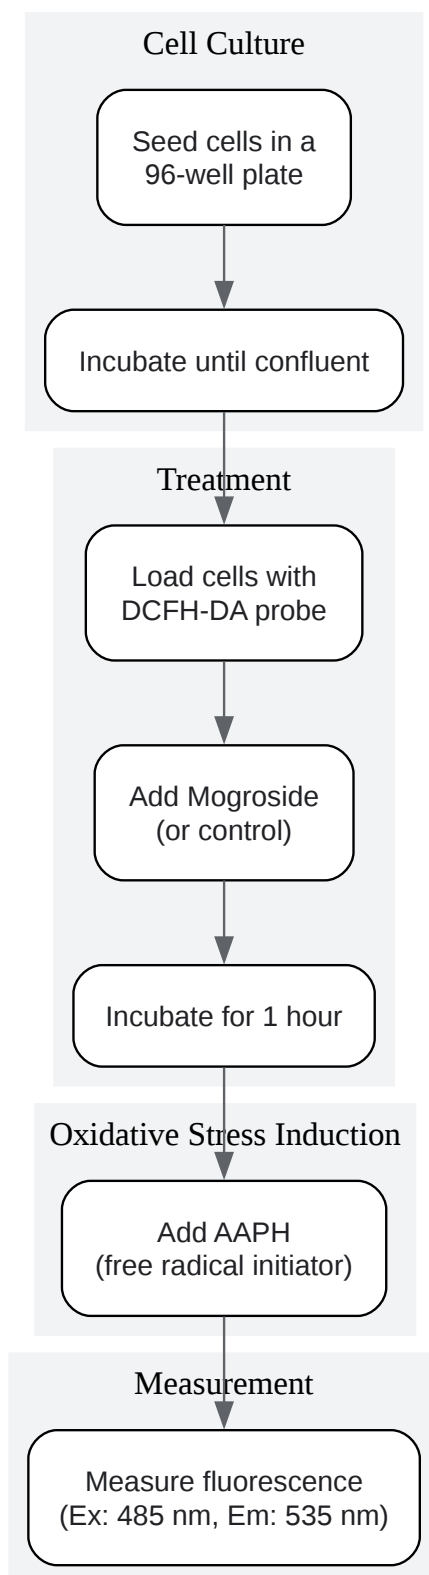 Cell Culture
Seed cells in a
96-well plate
Incubate until confluent
Treatment
Load cells with
DCFH-DA probe
Add Mogroside
(or control)
Incubate for 1 hour
Oxidative Stress Induction
Add AAPH
(free radical initiator)
Measurement
Measure fluorescence
(Ex: 485 nm, Em: 535 nm)